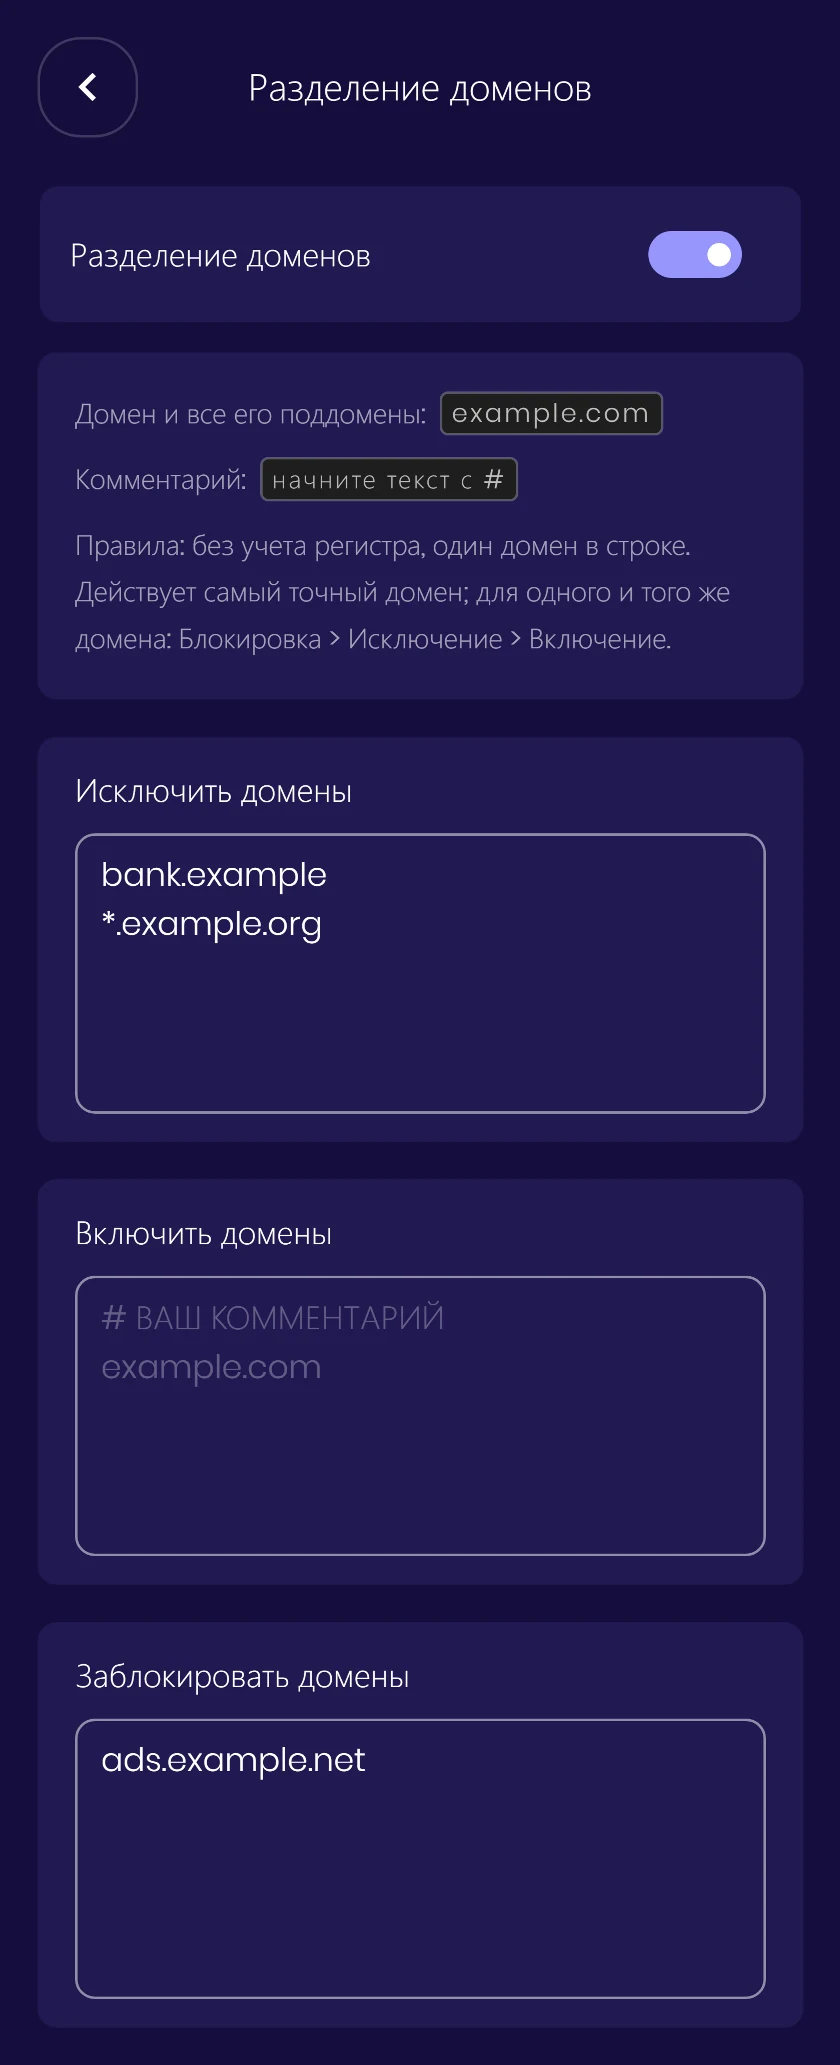 Разделение доменов
Разделение доменов
Домен и все его поддомены: example.com
Комментарий: начните текст с #
Правила: без учета регистра, один домен в строке.
Действует самый точный домен; для одного и того же
домена: Блокировка > Исключение > Включение.
Исключить домены
bank.example
*.example.org
Включить домены
# ВАШ КОММЕНТАРИЙ
example.com
Заблокировать домены
ads.example.net